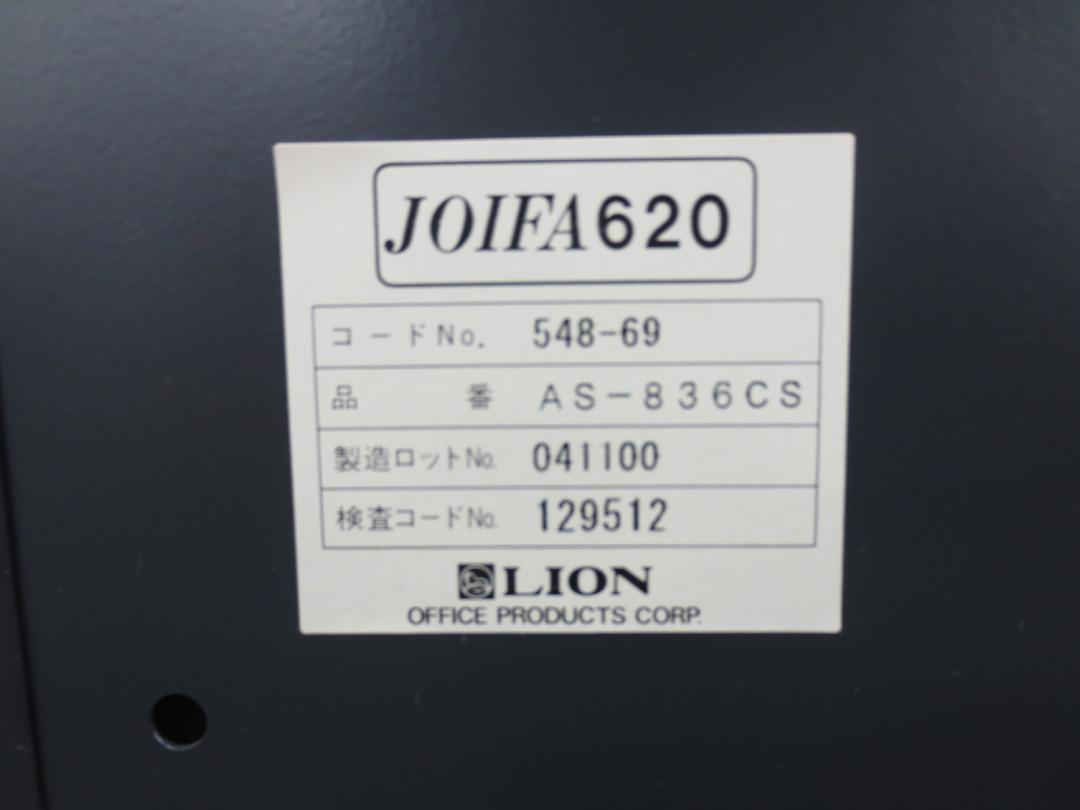 JOIFA620
コードNo. 548-69
品番 AS-836CS
製造ロットNo. 041100
検査コードNo. 129512
LION
OFFICE PRODUCTS CORP.